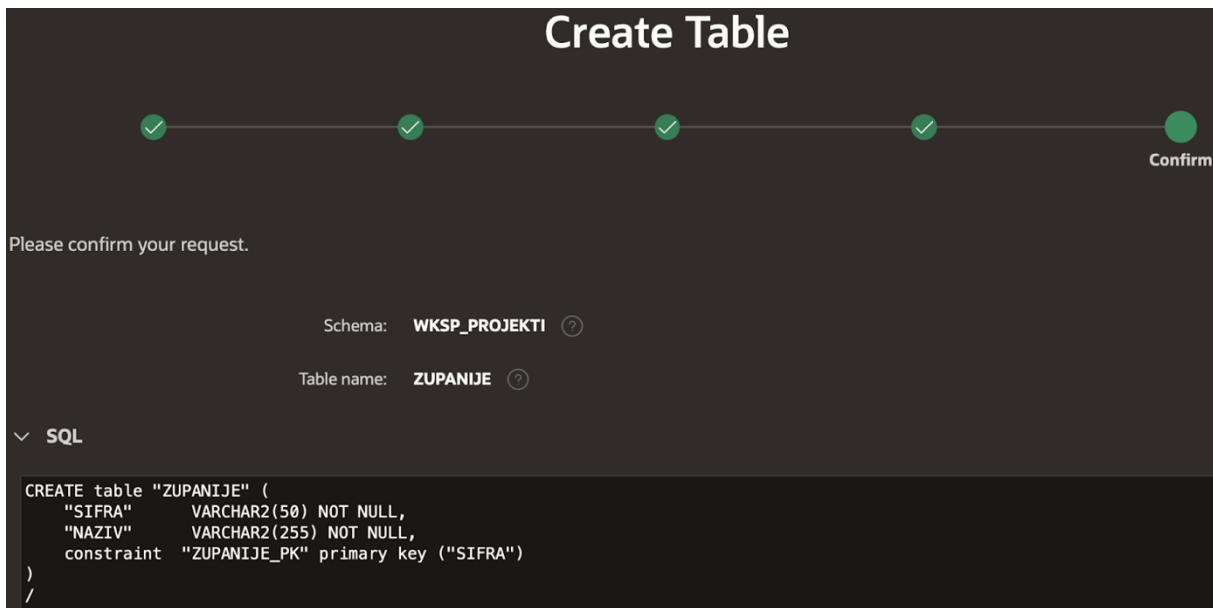 Create Table
Confirm
Please confirm your request.
Schema: WKSP_PROJEKTI ?
Table name: ZUPANIJE ?
SQL
CREATE table "ZUPANIJE" (
    "SIFRA"      VARCHAR2(50) NOT NULL,
    "NAZIV"      VARCHAR2(255) NOT NULL,
    constraint  "ZUPANIJE_PK" primary key ("SIFRA")
)
/